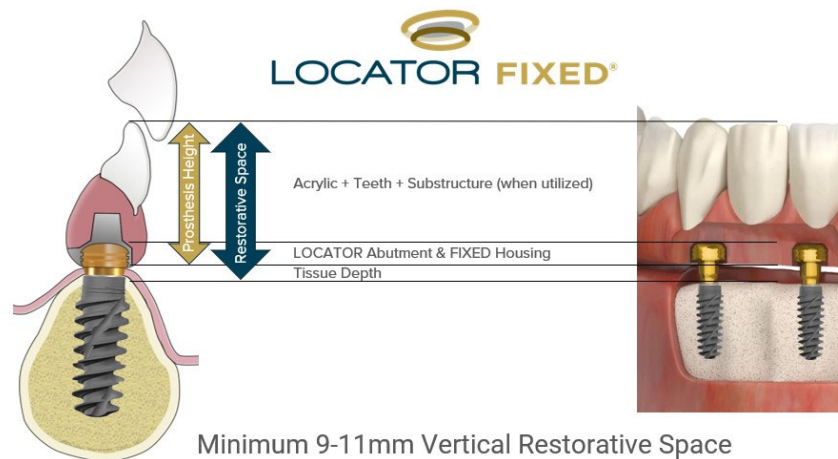 LOCATOR FIXED®
Prosthesis Height
Restorative Space
Acrylic + Teeth + Substructure (when utilized)
LOCATOR Abutment & FIXED Housing
Tissue Depth
Minimum 9-11mm Vertical Restorative Space